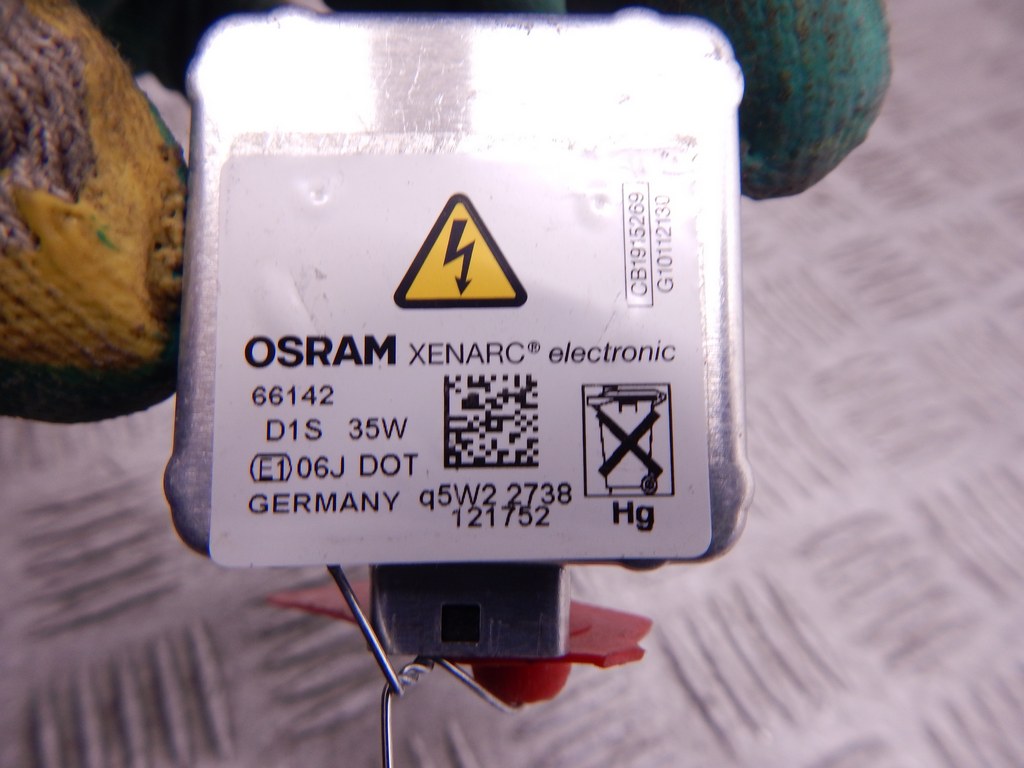 CB1915269
G10112130
OSRAM XENARC® electronic
66142
D1S 35W
E1 06J DOT
GERMANY q5W2 2738
121752
Hg